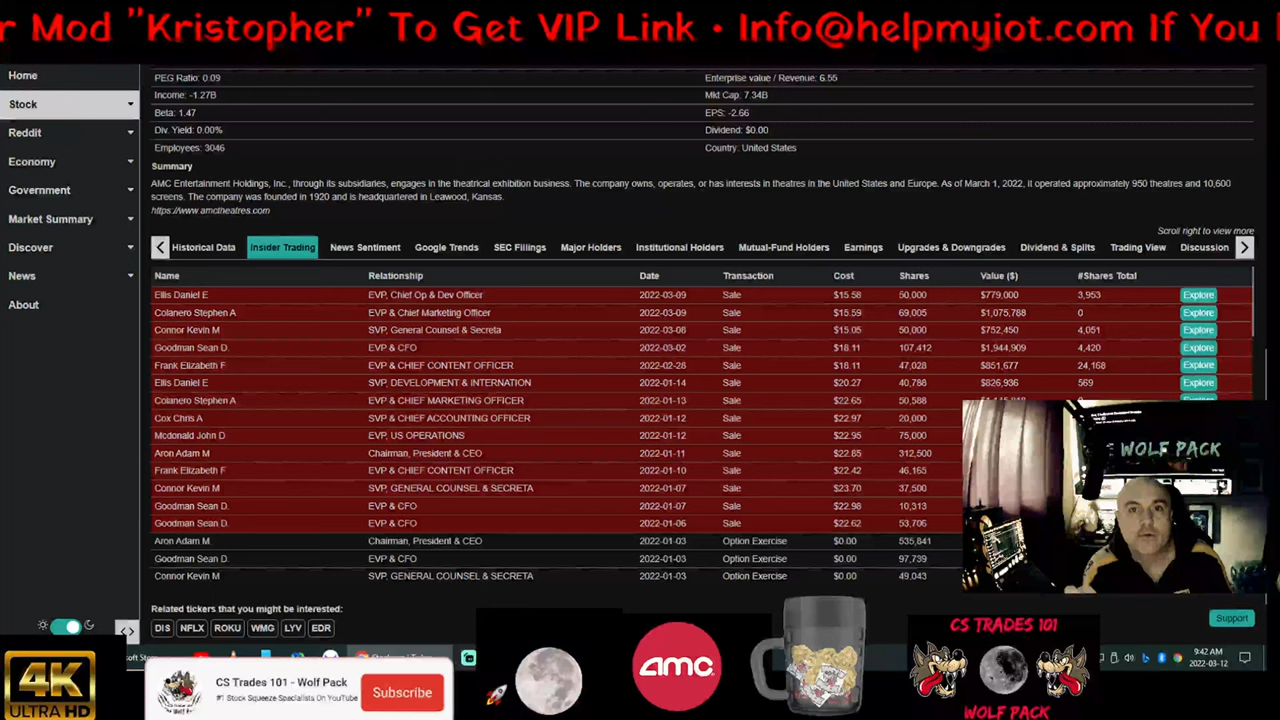 r Mod "Kristopher" To Get VIP Link • Info@helpmyiot.com If You
Home
Stock
Reddit
Economy
Government
Market Summary
Discover
News
About
PEG Ratio: 0.09 Enterprise value / Revenue: 6.55
Income: -1.27B Mkt Cap. 7.34B
Beta: 1.47 EPS: -2.66
Div. Yield: 0.00% Dividend: $0.00
Employees: 3046 Country: United States
Summary
AMC Entertainment Holdings, Inc., through its subsidiaries, engages in the theatrical exhibition business. The company owns, operates, or has interests in theatres in the United States and Europe. As of March 1, 2022, it operated approximately 950 theatres and 10,600
screens. The company was founded in 1920 and is headquartered in Leawood, Kansas.
https://www.amctheatres.com
Scroll right to view more
Historical Data Insider Trading News Sentiment Google Trends SEC Fillings Major Holders Institutional Holders Mutual-Fund Holders Earnings Upgrades & Downgrades Dividend & Splits Trading View Discussion
Name Relationship Date Transaction Cost Shares Value ($) #Shares Total
Ellis Daniel E EVP, Chief Op & Dev Officer 2022-03-09 Sale $15.58 50,000 $779,000 3,953 Explore
Colanero Stephen A EVP & Chief Marketing Officer 2022-03-09 Sale $15.59 69,005 $1,075,788 0 Explore
Connor Kevin M SVP, General Counsel & Secreta 2022-03-08 Sale $15.05 50,000 $752,450 4,051 Explore
Goodman Sean D. EVP & CFO 2022-03-02 Sale $18.11 107,412 $1,944,909 4,420 Explore
Frank Elizabeth F EVP & CHIEF CONTENT OFFICER 2022-02-28 Sale $18.11 47,028 $851,677 24,168 Explore
Ellis Daniel E SVP, DEVELOPMENT & INTERNATION 2022-01-14 Sale $20.27 40,788 $826,936 569 Explore
Colanero Stephen A EVP & CHIEF MARKETING OFFICER 2022-01-13 Sale $22.65 50,588
Cox Chris A SVP & CHIEF ACCOUNTING OFFICER 2022-01-12 Sale $22.97 20,000
Mcdonald John D EVP, US OPERATIONS 2022-01-12 Sale $22.95 75,000
Aron Adam M Chairman, President & CEO 2022-01-11 Sale $22.85 312,500
Frank Elizabeth F EVP & CHIEF CONTENT OFFICER 2022-01-10 Sale $22.42 46,165
Connor Kevin M SVP, GENERAL COUNSEL & SECRETA 2022-01-07 Sale $23.70 37,500
Goodman Sean D. EVP & CFO 2022-01-07 Sale $22.98 10,313
Goodman Sean D. EVP & CFO 2022-01-06 Sale $22.62 53,706
Aron Adam M Chairman, President & CEO 2022-01-03 Option Exercise $0.00 535,841
Goodman Sean D. EVP & CFO 2022-01-03 Option Exercise $0.00 97,739
Connor Kevin M SVP, GENERAL COUNSEL & SECRETA 2022-01-03 Option Exercise $0.00 49,043
WOLF PACK
Related tickers that you might be interested:
DIS NFLX ROKU WMG LYV EDR
Support
9:42 AM
2022-03-12
4K
ULTRA HD
CS Trades 101 - Wolf Pack
#1 Stock Squeeze Specialists On YouTube
Subscribe
amc
CS TRADES 101
WOLF PACK